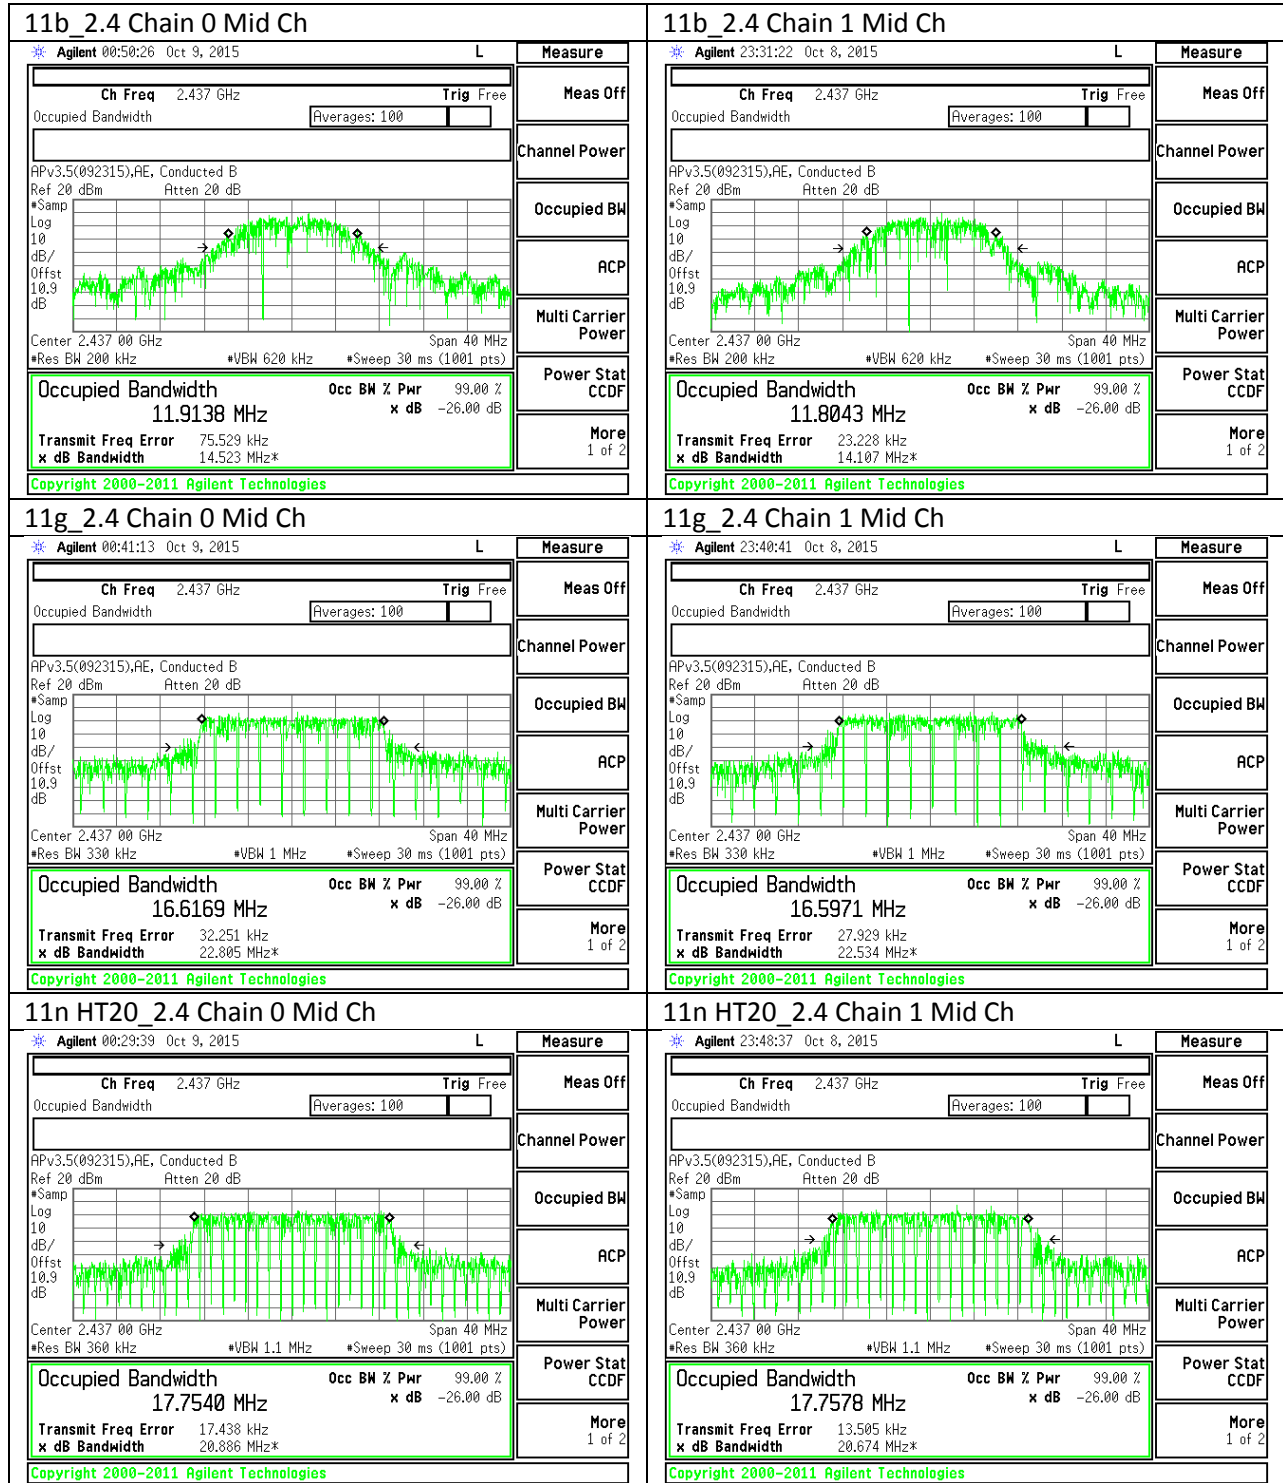 11b_2.4 Chain 0 Mid Ch
Agilent 00:50:26 Oct 9, 2015 L Measure
Ch Freq 2.437 GHz Trig Free
Meas Off
Occupied Bandwidth Averages: 100
Channel Power
APv3.5(092315),AE, Conducted B
Ref 20 dBm Atten 20 dB
#Samp
Log
10
dB/
Offst
10.9
dB
Occupied BW
ACP
Multi Carrier
Power
Center 2.437 00 GHz Span 40 MHz
#Res BW 200 kHz #VBW 620 kHz #Sweep 30 ms (1001 pts)
Power Stat
CCDF
Occupied Bandwidth Occ BW % Pwr 99.00 %
11.9138 MHz x dB -26.00 dB
Transmit Freq Error 75.529 kHz
x dB Bandwidth 14.523 MHz*
More
1 of 2
Copyright 2000-2011 Agilent Technologies
11b_2.4 Chain 1 Mid Ch
Agilent 23:31:22 Oct 8, 2015 L Measure
Ch Freq 2.437 GHz Trig Free
Meas Off
Occupied Bandwidth Averages: 100
Channel Power
APv3.5(092315),AE, Conducted B
Ref 20 dBm Atten 20 dB
#Samp
Log
10
dB/
Offst
10.9
dB
Occupied BW
ACP
Multi Carrier
Power
Center 2.437 00 GHz Span 40 MHz
#Res BW 200 kHz #VBW 620 kHz #Sweep 30 ms (1001 pts)
Power Stat
CCDF
Occupied Bandwidth Occ BW % Pwr 99.00 %
11.8043 MHz x dB -26.00 dB
Transmit Freq Error 23.228 kHz
x dB Bandwidth 14.107 MHz*
More
1 of 2
Copyright 2000-2011 Agilent Technologies
11g_2.4 Chain 0 Mid Ch
Agilent 00:41:13 Oct 9, 2015 L Measure
Ch Freq 2.437 GHz Trig Free
Meas Off
Occupied Bandwidth Averages: 100
Channel Power
APv3.5(092315),AE, Conducted B
Ref 20 dBm Atten 20 dB
#Samp
Log
10
dB/
Offst
10.9
dB
Occupied BW
ACP
Multi Carrier
Power
Center 2.437 00 GHz Span 40 MHz
#Res BW 330 kHz #VBW 1 MHz #Sweep 30 ms (1001 pts)
Power Stat
CCDF
Occupied Bandwidth Occ BW % Pwr 99.00 %
16.6169 MHz x dB -26.00 dB
Transmit Freq Error 32.251 kHz
x dB Bandwidth 22.805 MHz*
More
1 of 2
Copyright 2000-2011 Agilent Technologies
11g_2.4 Chain 1 Mid Ch
Agilent 23:40:41 Oct 8, 2015 L Measure
Ch Freq 2.437 GHz Trig Free
Meas Off
Occupied Bandwidth Averages: 100
Channel Power
APv3.5(092315),AE, Conducted B
Ref 20 dBm Atten 20 dB
#Samp
Log
10
dB/
Offst
10.9
dB
Occupied BW
ACP
Multi Carrier
Power
Center 2.437 00 GHz Span 40 MHz
#Res BW 330 kHz #VBW 1 MHz #Sweep 30 ms (1001 pts)
Power Stat
CCDF
Occupied Bandwidth Occ BW % Pwr 99.00 %
16.5971 MHz x dB -26.00 dB
Transmit Freq Error 27.929 kHz
x dB Bandwidth 22.534 MHz*
More
1 of 2
Copyright 2000-2011 Agilent Technologies
11n HT20_2.4 Chain 0 Mid Ch
Agilent 00:29:39 Oct 9, 2015 L Measure
Ch Freq 2.437 GHz Trig Free
Meas Off
Occupied Bandwidth Averages: 100
Channel Power
APv3.5(092315),AE, Conducted B
Ref 20 dBm Atten 20 dB
#Samp
Log
10
dB/
Offst
10.9
dB
Occupied BW
ACP
Multi Carrier
Power
Center 2.437 00 GHz Span 40 MHz
#Res BW 360 kHz #VBW 1.1 MHz #Sweep 30 ms (1001 pts)
Power Stat
CCDF
Occupied Bandwidth Occ BW % Pwr 99.00 %
17.7540 MHz x dB -26.00 dB
Transmit Freq Error 17.438 kHz
x dB Bandwidth 20.886 MHz*
More
1 of 2
Copyright 2000-2011 Agilent Technologies
11n HT20_2.4 Chain 1 Mid Ch
Agilent 23:48:37 Oct 8, 2015 L Measure
Ch Freq 2.437 GHz Trig Free
Meas Off
Occupied Bandwidth Averages: 100
Channel Power
APv3.5(092315),AE, Conducted B
Ref 20 dBm Atten 20 dB
#Samp
Log
10
dB/
Offst
10.9
dB
Occupied BW
ACP
Multi Carrier
Power
Center 2.437 00 GHz Span 40 MHz
#Res BW 360 kHz #VBW 1.1 MHz #Sweep 30 ms (1001 pts)
Power Stat
CCDF
Occupied Bandwidth Occ BW % Pwr 99.00 %
17.7578 MHz x dB -26.00 dB
Transmit Freq Error 13.505 kHz
x dB Bandwidth 20.674 MHz*
More
1 of 2
Copyright 2000-2011 Agilent Technologies